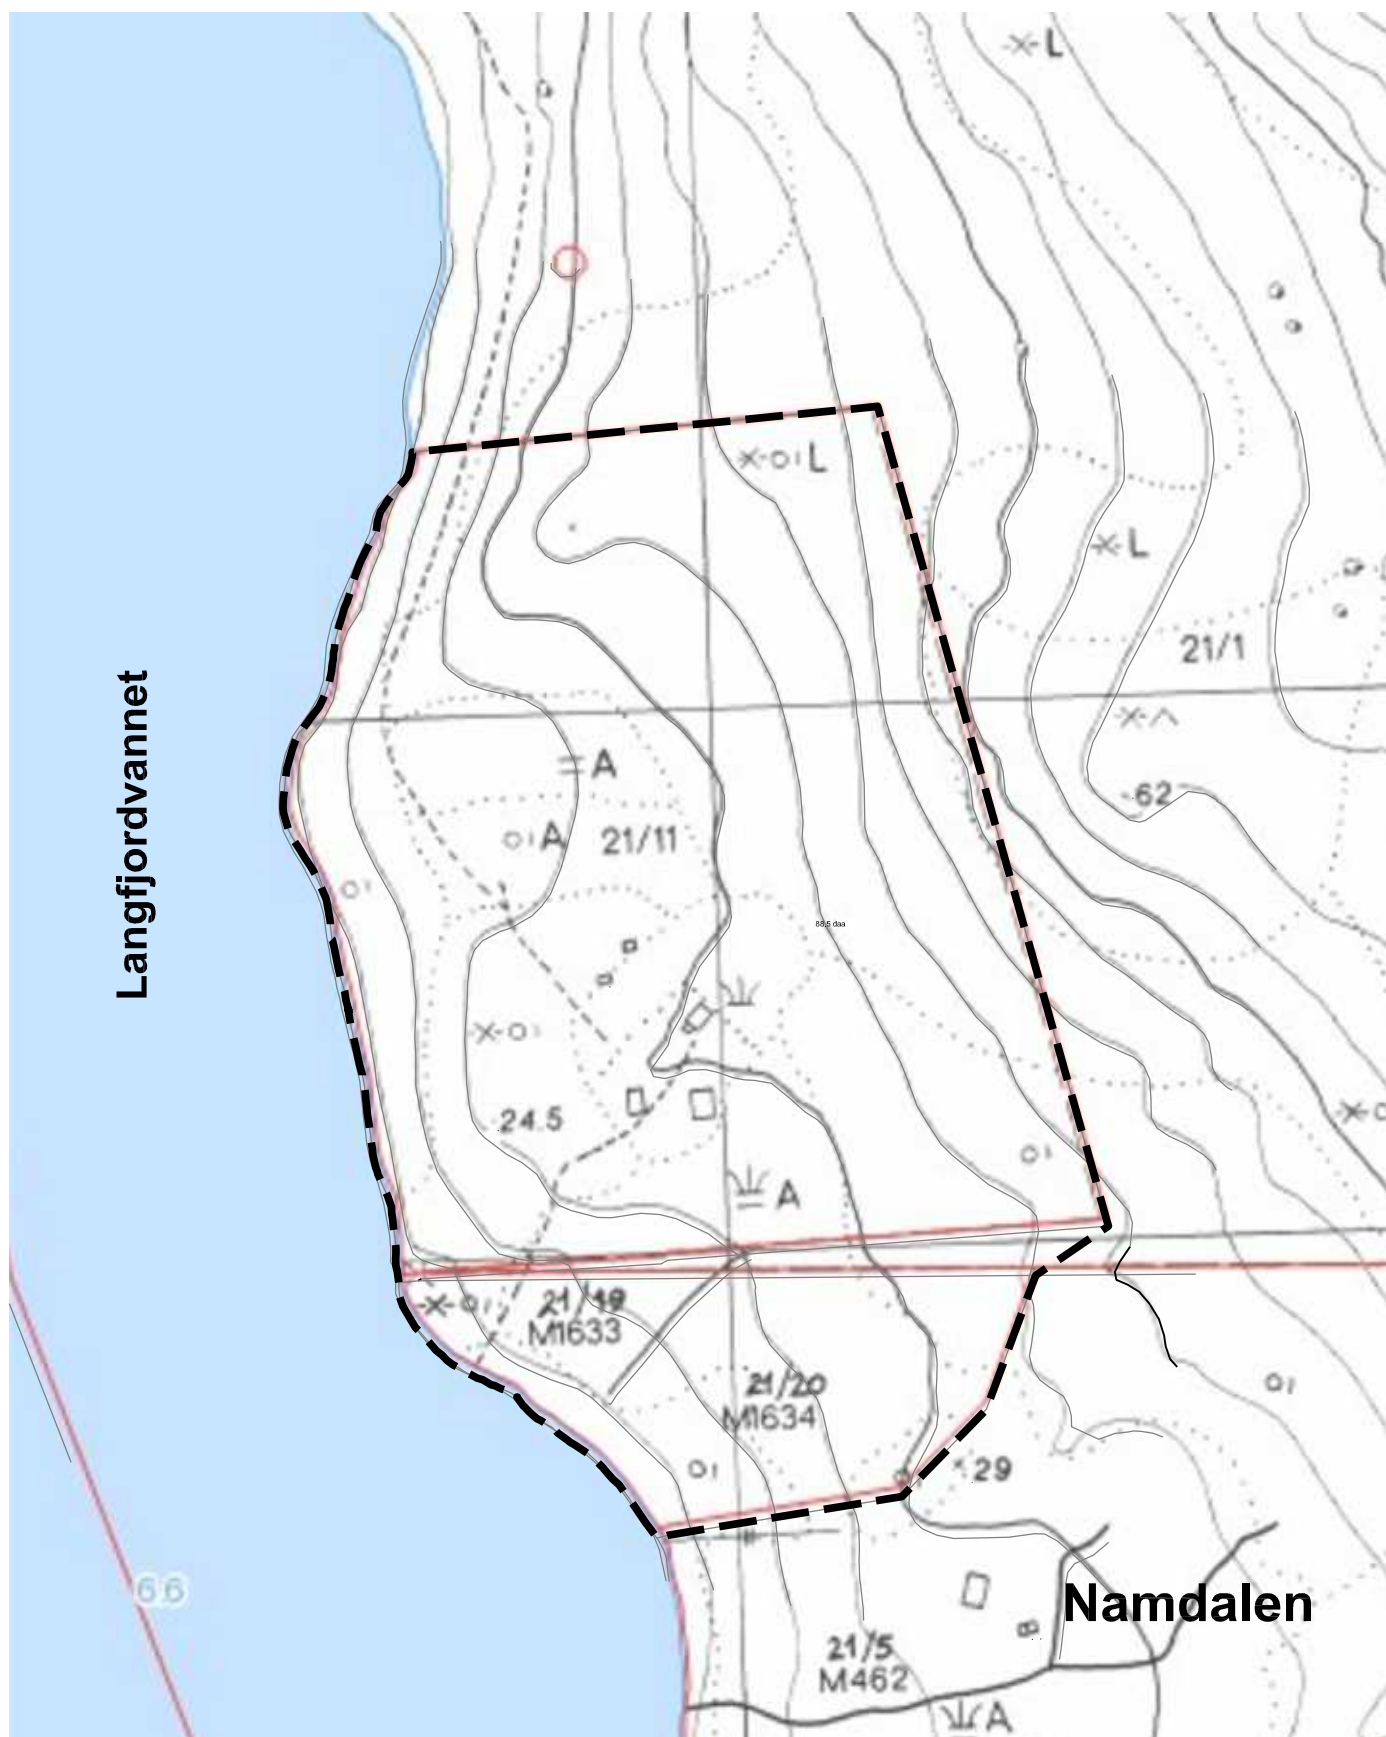 L
L
L
21/1
A
62
A
21/11
88,5 daa
Langfjordvannet
24.5
A
21/19
M1633
21/20
M1634
29
66
Namdalen
21/5
M462
A